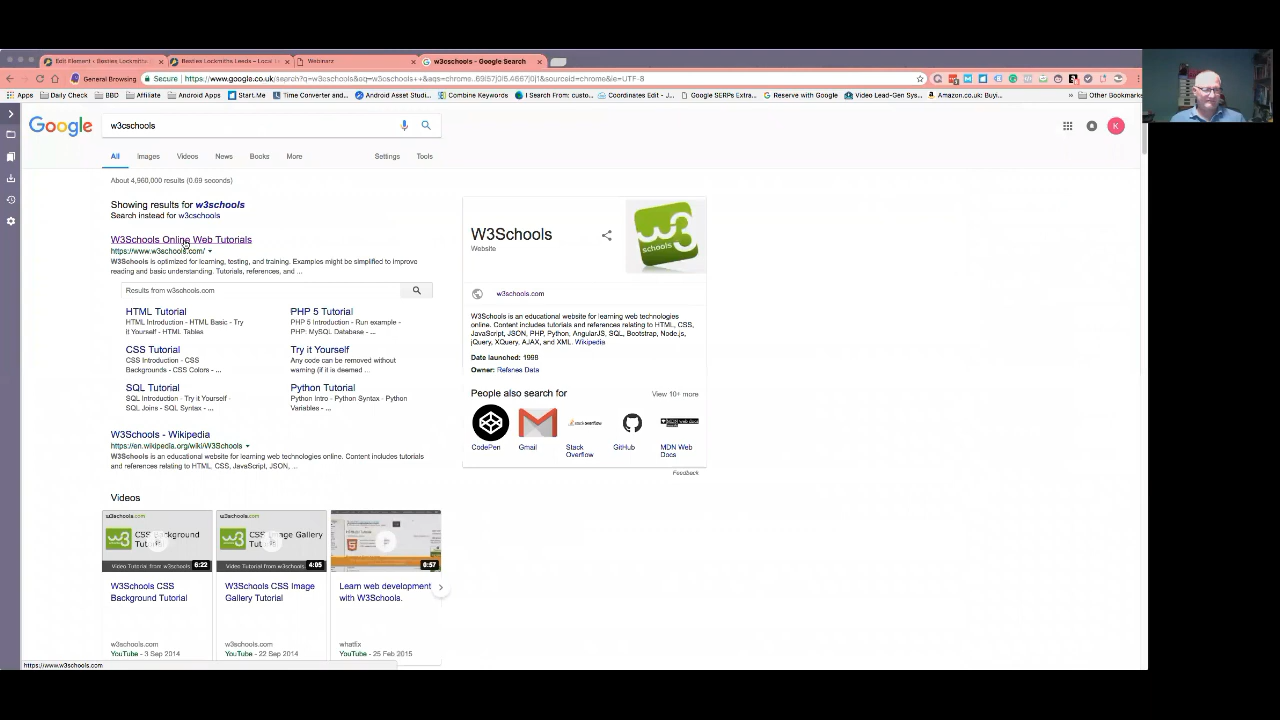 Edit Element ‹ Besties Locksmiths
Besties Locksmiths Leeds – Local
Webinarz
w3cschools - Google Search
General Browsing
Secure
https://www.google.co.uk/search?q=w3cschools&oq=w3cschools++&aqs=chrome..69i57j0l5.4667j0j1&sourceid=chrome&ie=UTF-8
Apps
Daily Check
BBD
Affiliate
Android Apps
Start.Me
Time Converter and...
Android Asset Studi...
Combine Keywords
I Search From: custo...
Coordinates Edit - J...
Google SERPs Extra...
Reserve with Google
Video Lead-Gen Sys...
Amazon.co.uk: Buyi...
»
Other Bookmarks
Google
w3cschools
K
All
Images
Videos
News
Books
More
Settings
Tools
About 4,960,000 results (0.69 seconds)
Showing results for w3schools
Search instead for w3cschools
W3Schools Online Web Tutorials
https://www.w3schools.com/
W3Schools is optimized for learning, testing, and training. Examples might be simplified to improve
reading and basic understanding. Tutorials, references, and ...
Results from w3schools.com
HTML Tutorial
HTML Introduction - HTML Basic - Try
it Yourself - HTML Tables
PHP 5 Tutorial
PHP 5 Introduction - Run example -
PHP: MySQL Database - ...
CSS Tutorial
CSS Introduction - CSS
Backgrounds - CSS Colors - ...
Try it Yourself
Any code can be removed without
warning (if it is deemed ...
SQL Tutorial
SQL Introduction - Try it Yourself -
SQL Joins - SQL Syntax - ...
Python Tutorial
Python Intro - Python Syntax - Python
Variables - ...
W3Schools - Wikipedia
https://en.wikipedia.org/wiki/W3Schools
W3Schools is an educational website for learning web technologies online. Content includes tutorials
and references relating to HTML, CSS, JavaScript, JSON, ...
Videos
w3schools.com
w3
CSS Background
Video Tutorial from w3schools
6:22
W3Schools CSS
Background Tutorial
w3schools.com
YouTube - 3 Sep 2014
w3schools.com
w3
CSS Image
Gallery
Video Tutorial from w3schools
4:05
W3Schools CSS Image
Gallery Tutorial
w3schools.com
YouTube - 22 Sep 2014
0:57
Learn web development
with W3Schools.
whatfix
YouTube - 25 Feb 2015
W3Schools
Website
w3
schools
w3schools.com
W3Schools is an educational website for learning web technologies
online. Content includes tutorials and references relating to HTML, CSS,
JavaScript, JSON, PHP, Python, AngularJS, SQL, Bootstrap, Node.js,
jQuery, XQuery, AJAX, and XML. Wikipedia
Date launched: 1998
Owner: Refsnes Data
People also search for
View 10+ more
stack overflow
CodePen
Gmail
Stack
Overflow
GitHub
MDN Web
Docs
Feedback
https://www.w3schools.com